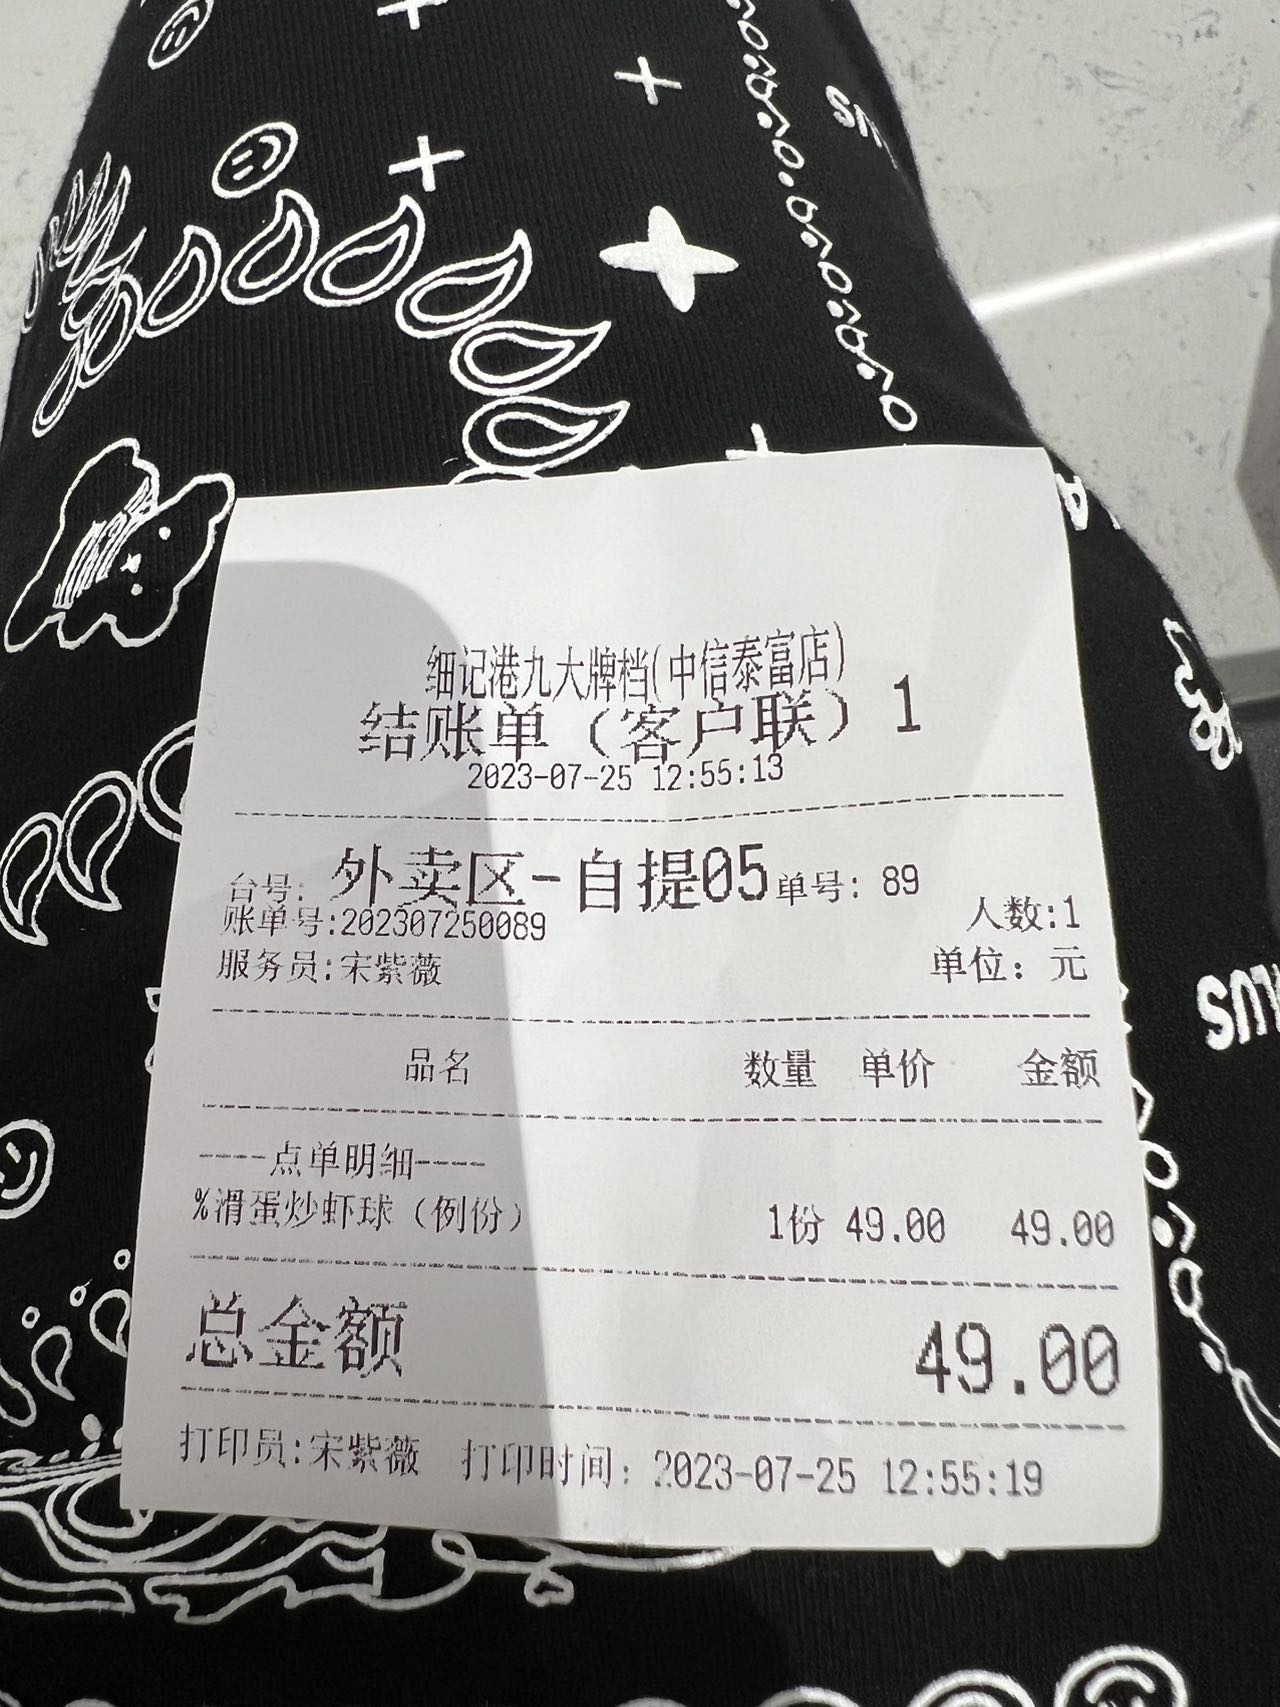 细记港九大牌档(中信泰富店)
结账单（客户联）1
2023-07-25 12:55:13
台号: 外卖区-自提05 单号: 89
人数:1
账单号:202307250089
服务员:宋紫薇 单位: 元
品名 数量 单价 金额
----点单明细----
%滑蛋炒虾球（例份） 1份 49.00 49.00
总金额 49.00
打印员:宋紫薇 打印时间: 2023-07-25 12:55:19